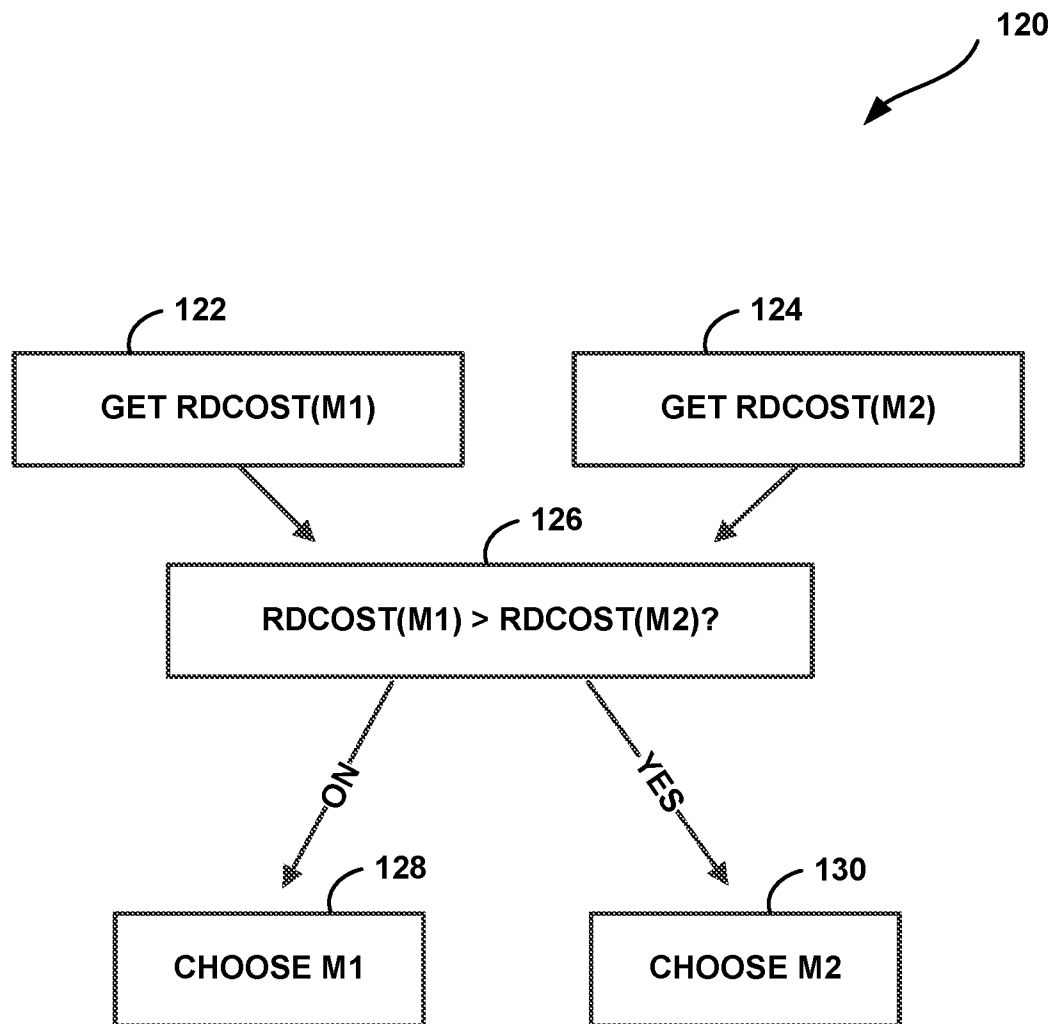 120
122
124
GET RDCOST(M1)
GET RDCOST(M2)
126
RDCOST(M1) > RDCOST(M2)?
ON
YES
128
130
CHOOSE M1
CHOOSE M2